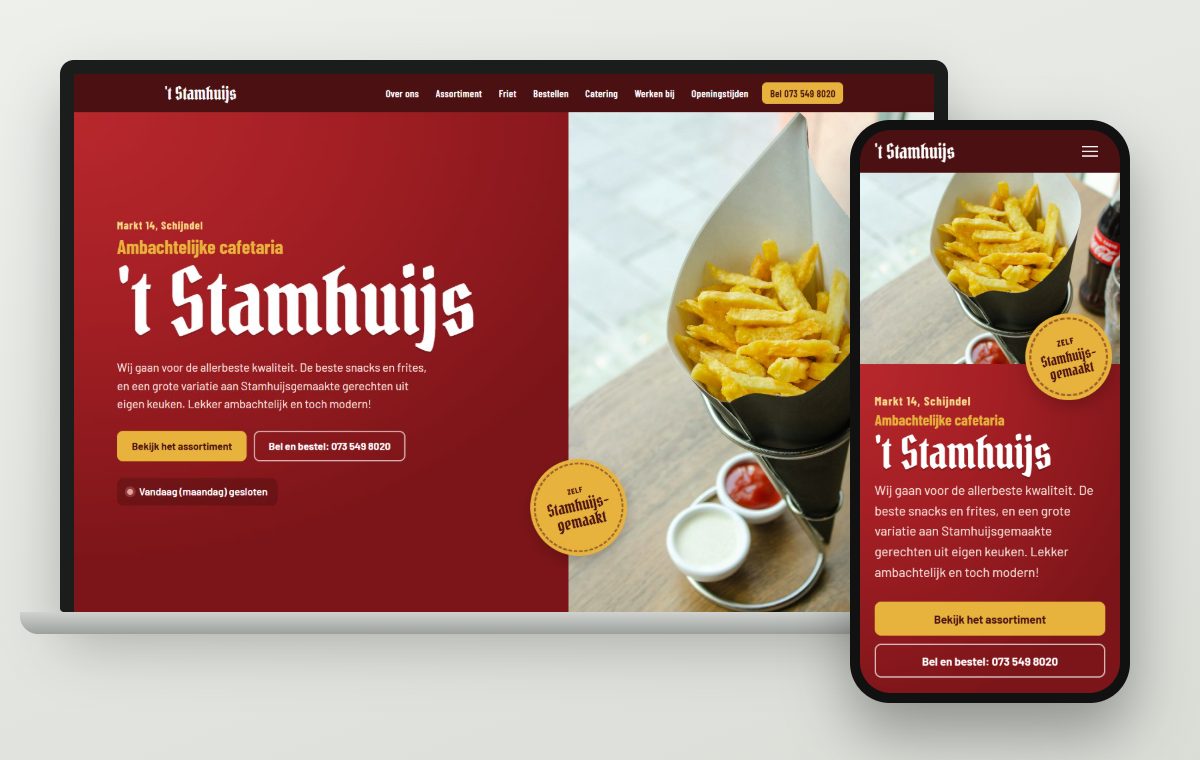 't Stamhuijs
Over ons Assortiment Friet Bestellen Catering Werken bij Openingstijden Bel 073 549 8020
Markt 14, Schijndel
Ambachtelijke cafetaria
't Stamhuijs
Wij gaan voor de allerbeste kwaliteit. De beste snacks en frites,
en een grote variatie aan Stamhuijsgemaakte gerechten uit
eigen keuken. Lekker ambachtelijk en toch modern!
Bekijk het assortiment Bel en bestel: 073 549 8020
Vandaag (maandag) gesloten
ZELF
Stamhuijs-
gemaakt
't Stamhuijs
Coca-Cola
ZELF
Stamhuijs-
gemaakt
Markt 14, Schijndel
Ambachtelijke cafetaria
't Stamhuijs
Wij gaan voor de allerbeste kwaliteit. De
beste snacks en frites, en een grote
variatie aan Stamhuijsgemaakte
gerechten uit eigen keuken. Lekker
ambachtelijk en toch modern!
Bekijk het assortiment
Bel en bestel: 073 549 8020